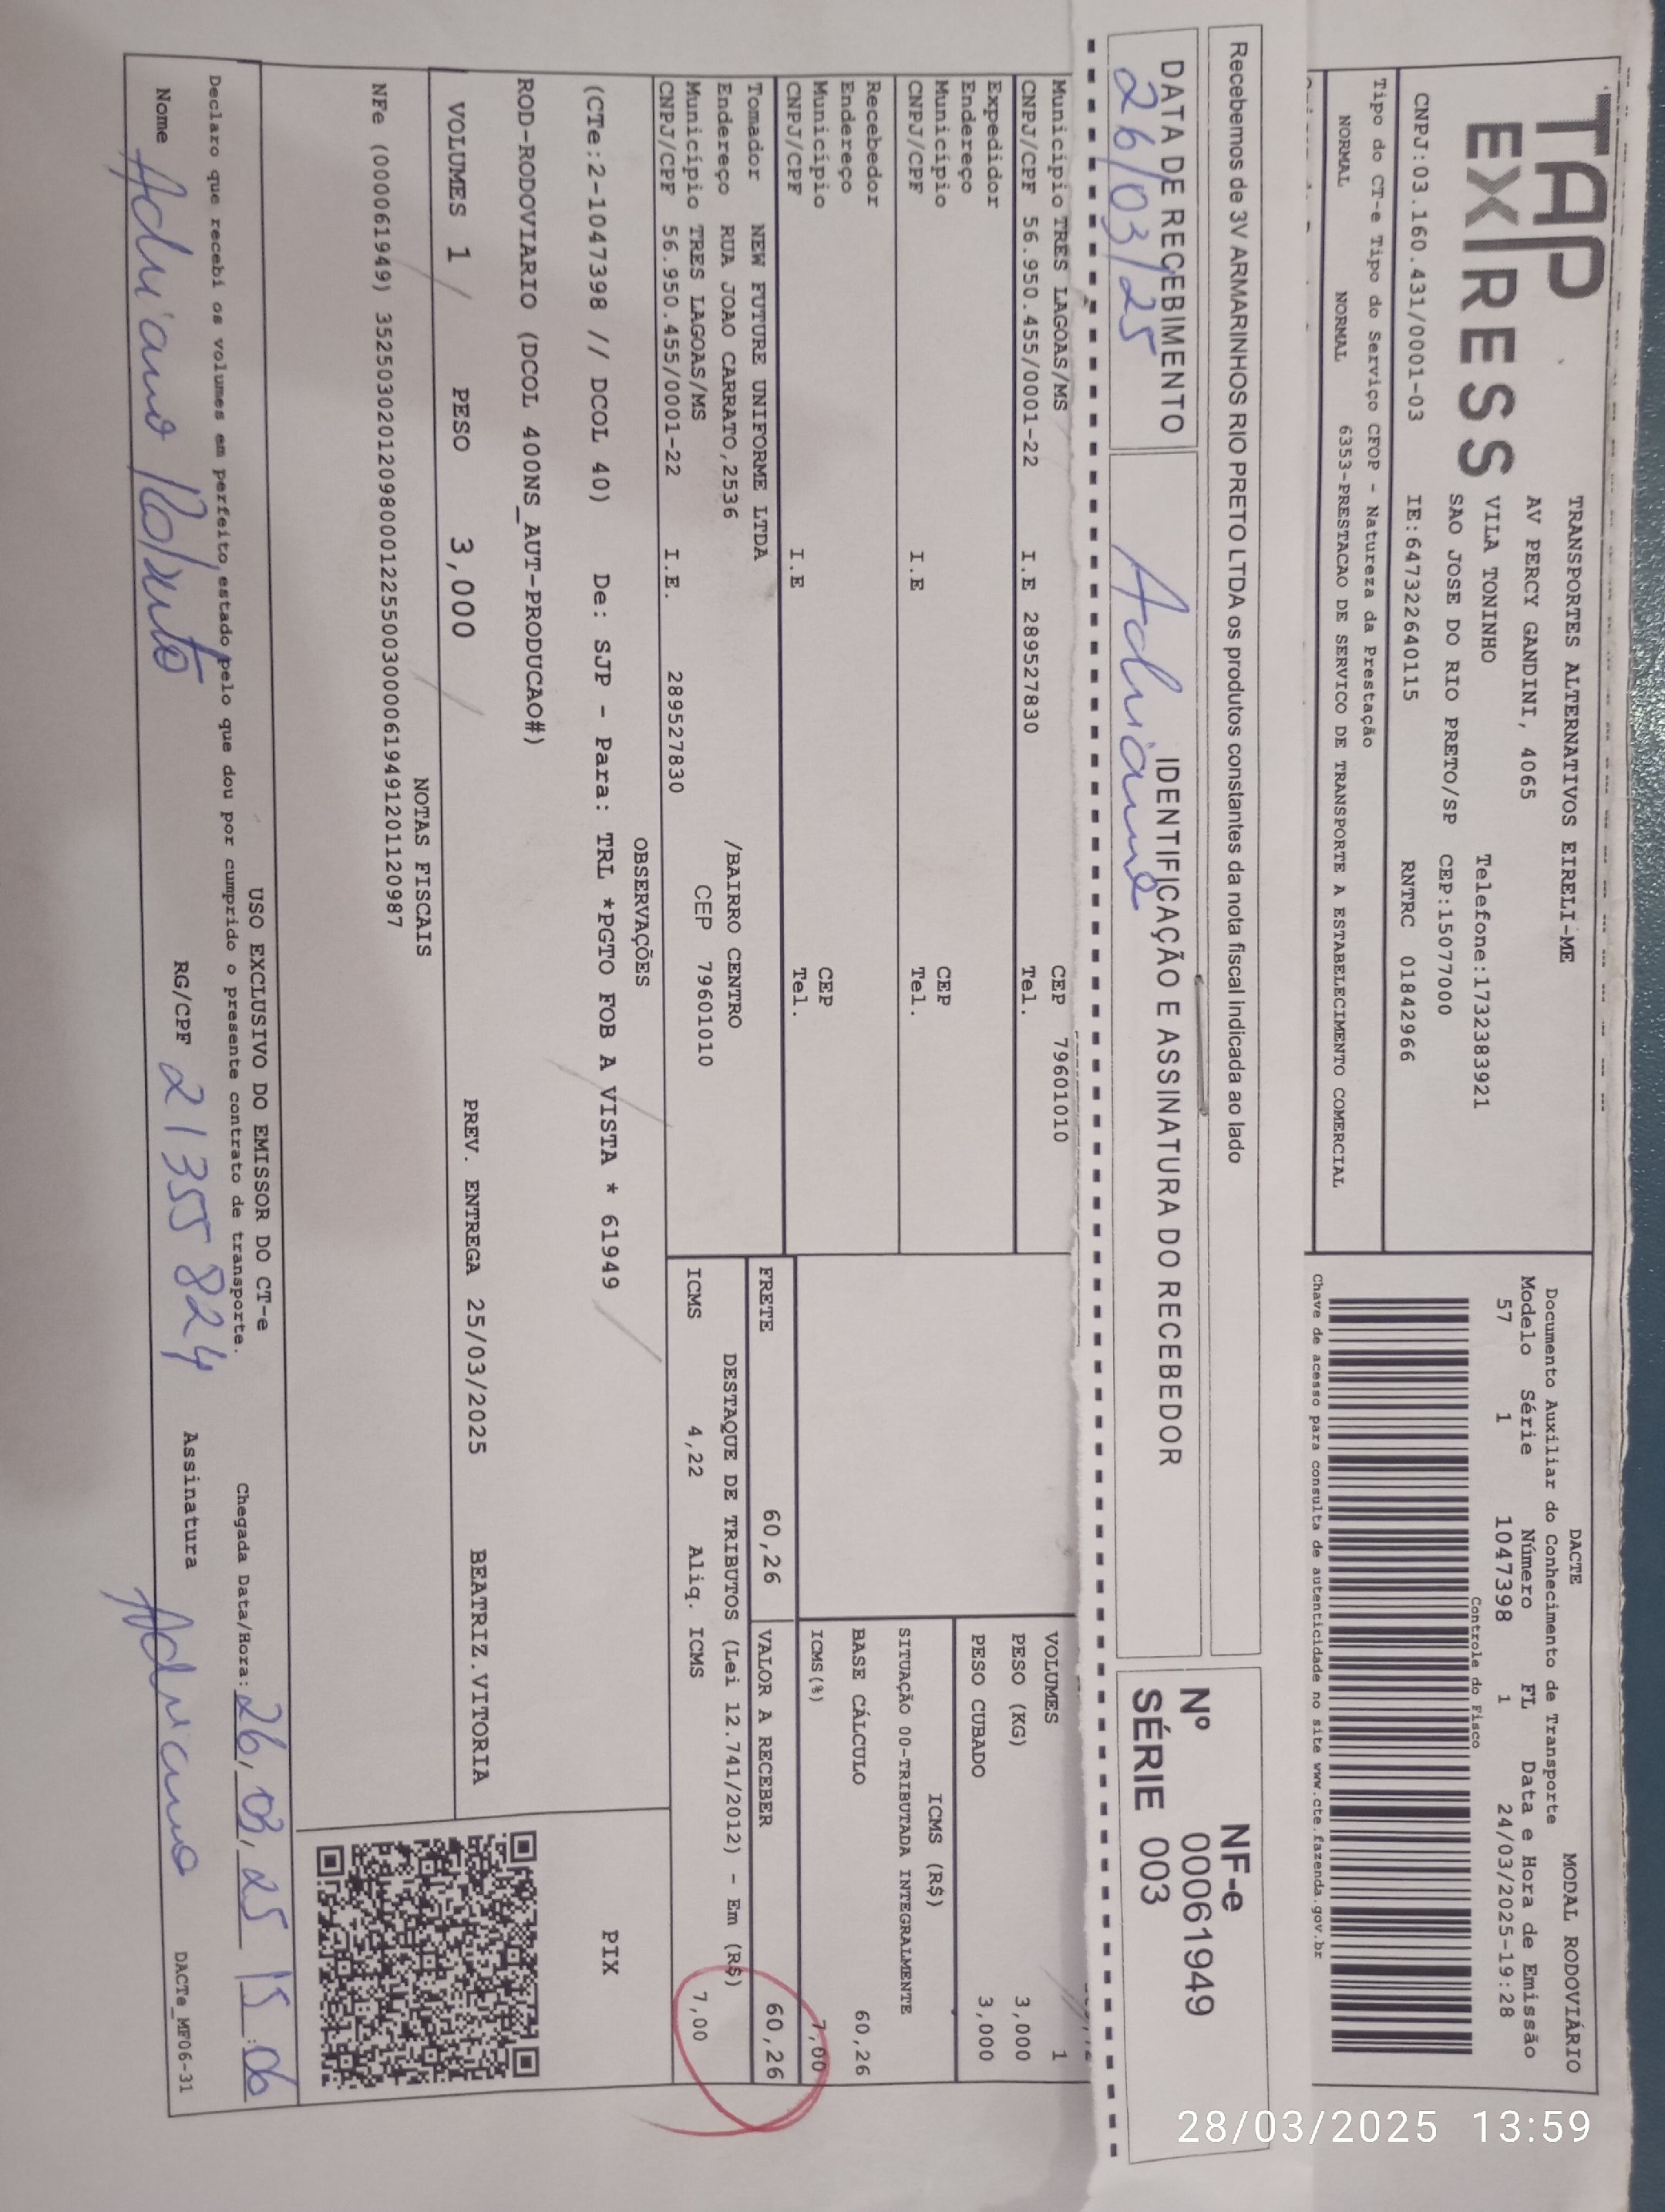 TAP
EXPRESS
TRANSPORTES ALTERNATIVOS EIRELI-ME
AV PERCY GANDINI, 4065
VILA TONINHO Telefone:1732383921
SAO JOSE DO RIO PRETO/SP CEP:15077000
CNPJ:03.160.431/0001-03 IE:647322640115 RNTRC 01842966
Tipo do CT-e Tipo do Serviço CFOP - Natureza da Prestação
NORMAL NORMAL 6353-PRESTACAO DE SERVICO DE TRANSPORTE A ESTABELECIMENTO COMERCIAL
DACTE MODAL RODOVIÁRIO
Documento Auxiliar do Conhecimento de Transporte
Modelo Série Número FL Data e Hora de Emissão
57 1 1047398 1 24/03/2025-19:28
Controle do Fisco
Chave de acesso para consulta de autenticidade no site www.cte.fazenda.gov.br
Recebemos de 3V ARMARINHOS RIO PRETO LTDA os produtos constantes da nota fiscal indicada ao lado
DATA DE RECEBIMENTO IDENTIFICAÇÃO E ASSINATURA DO RECEBEDOR
26/03/25 Adriano
NF-e
Nº 00061949
SÉRIE 003
Município TRES LAGOAS/MS CEP 79601010
CNPJ/CPF 56.950.455/0001-22 I.E 289527830 Tel.
Expedidor
Endereço
Município CEP
CNPJ/CPF I.E Tel.
Recebedor
Endereço
Município CEP
CNPJ/CPF I.E Tel.
VOLUMES 1
PESO (KG) 3,000
PESO CUBADO 3,000
ICMS (R$)
SITUAÇÃO 00-TRIBUTADA INTEGRALMENTE
BASE CÁLCULO 60,26
ICMS(%) 7,00
Tomador NEW FUTURE UNIFORME LTDA
Endereço RUA JOAO CARRATO,2536 /BAIRRO CENTRO
Município TRES LAGOAS/MS CEP 79601010
CNPJ/CPF 56.950.455/0001-22 I.E. 289527830
FRETE 60,26 VALOR A RECEBER 60,26
DESTAQUE DE TRIBUTOS (Lei 12.741/2012) - Em (R$)
ICMS 4,22 Aliq. ICMS 7,00
OBSERVAÇÕES
(CTe:2-1047398 // DCOL 40) De: SJP - Para: TRL *PGTO FOB A VISTA * 61949
PIX
ROD-RODOVIARIO (DCOL 400NS_AUT-PRODUCAO#)
VOLUMES 1 PESO 3,000 PREV. ENTREGA 25/03/2025 BEATRIZ.VITORIA
NOTAS FISCAIS
NFe (000061949) 35250302012098000122550030000619491201120987
USO EXCLUSIVO DO EMISSOR DO CT-e
Declaro que recebi os volumes em perfeito estado pelo que dou por cumprido o presente contrato de transporte.
Chegada Data/Hora: 26, 03, 25 15:06
Nome Adriano RG/CPF 21355824 Assinatura Adriano
DACTe_MF06-31
28/03/2025 13:59